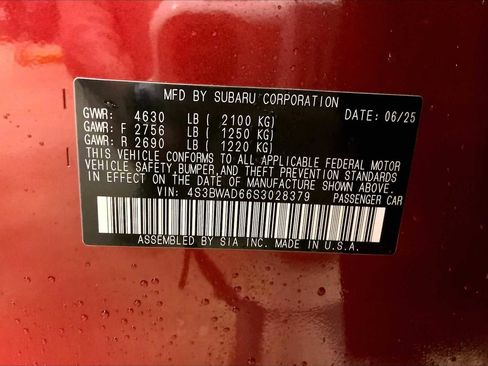 MFD BY SUBARU CORPORATION
GVWR: 4630 LB ( 2100 KG) DATE: 06/25
GAWR: F 2756 LB ( 1250 KG)
GAWR: R 2690 LB ( 1220 KG)
THIS VEHICLE CONFORMS TO ALL APPLICABLE FEDERAL MOTOR
VEHICLE SAFETY,BUMPER,AND THEFT PREVENTION STANDARDS
IN EFFECT ON THE DATE OF MANUFACTURE SHOWN ABOVE.
VIN: 4S3BWAD66S3028379 PASSENGER CAR
ASSEMBLED BY SIA INC. MADE IN U.S.A.